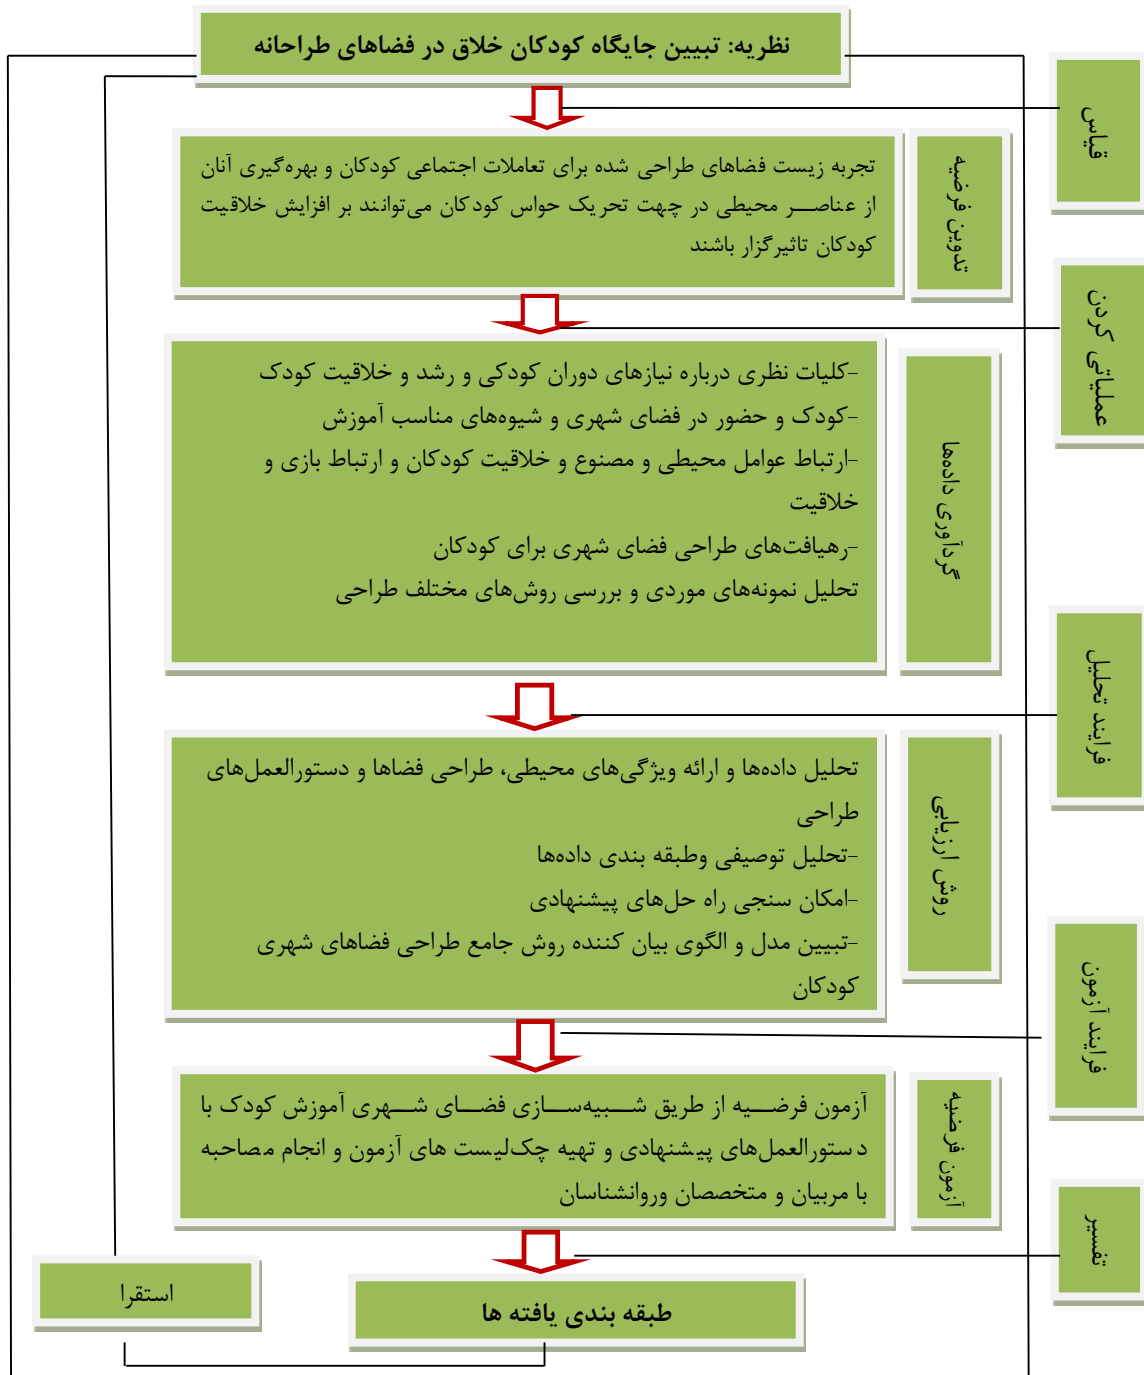 نظریه: تبیین جایگاه کودکان خلاق در فضاهای طراحانه
قیاس
تدوین فرضیه
تجربه زیست فضاهای طراحی شده برای تعاملات اجتماعی کودکان و بهره‌گیری آنان
از عناصر محیطی در چهت تحریک حواس کودکان می‌توانند بر افزایش خلاقیت
کودکان تاثیرگزار باشند
عملیاتی کردن
گردآوری داده‌ها
-کلیات نظری درباره نیازهای دوران کودکی و رشد و خلاقیت کودک
-کودک و حضور در فضای شهری و شیوه‌های مناسب آموزش
-ارتباط عوامل محیطی و مصنوع و خلاقیت کودکان و ارتباط بازی و
خلاقیت
-رهیافت‌های طراحی فضای شهری برای کودکان
تحلیل نمونه‌های موردی و بررسی روش‌های مختلف طراحی
فرایند تحلیل
روش ارزیابی
تحلیل داده‌ها و ارائه ویژگی‌های محیطی، طراحی فضاها و دستورالعمل‌های
طراحی
-تحلیل توصیفی وطبقه بندی داده‌ها
-امکان سنجی راه حل‌های پیشنهادی
-تبیین مدل و الگوی بیان کننده روش جامع طراحی فضاهای شهری
کودکان
فرایند آزمون
آزمون فرضیه
آزمون فرضیه از طریق شبیه‌سازی فضای شهری آموزش کودک با
دستورالعمل‌های پیشنهادی و تهیه چک‌لیست های آزمون و انجام مصاحبه
با مربیان و متخصصان وروانشناسان
تفسیر
طبقه بندی یافته ها
استقرا